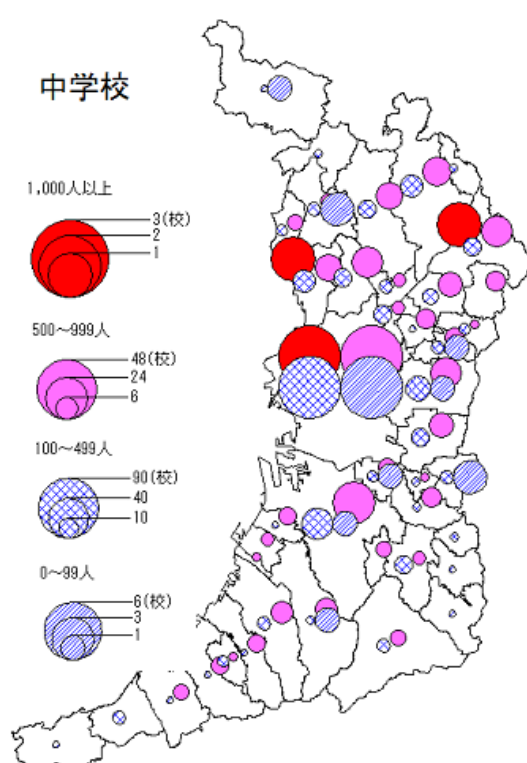 中学校
1,000人以上
3(校)
2
1
500～999人
48(校)
24
6
100～499人
90(校)
40
10
0～99人
6(校)
3
1